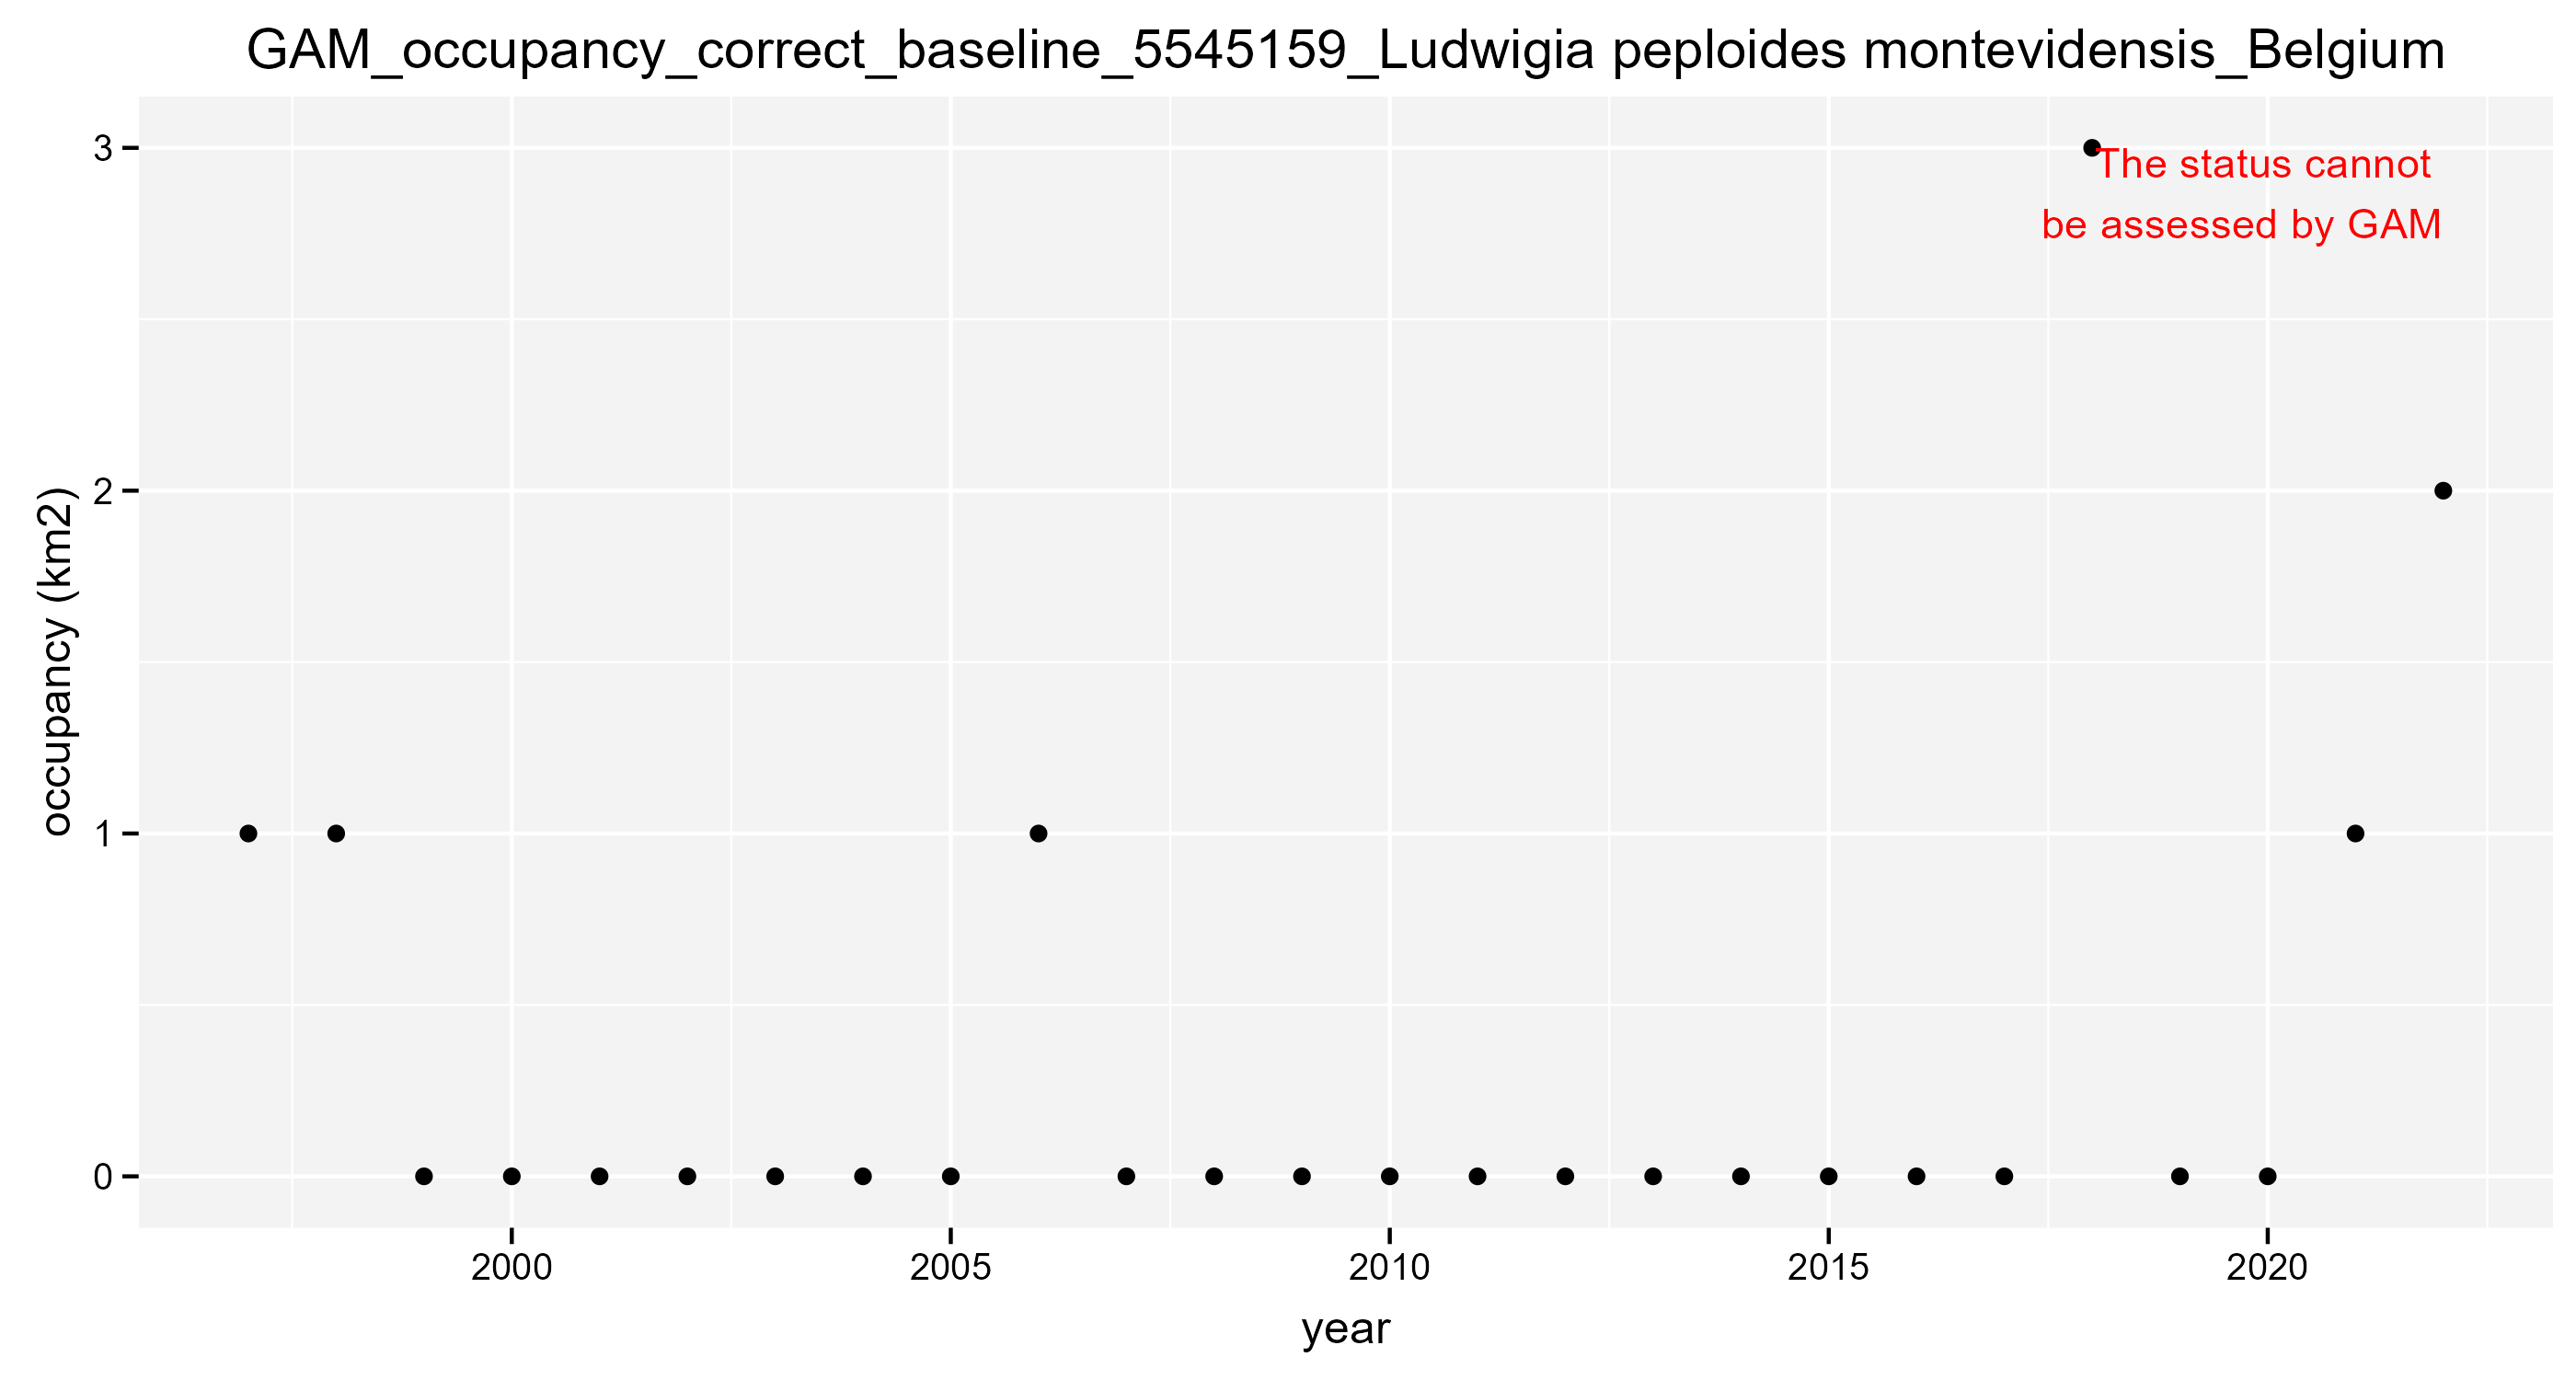 GAM_occupancy_correct_baseline_5545159_Ludwigia peploides montevidensis_Belgium
3
The status cannot
be assessed by GAM
2
occupancy (km2)
1
0
2000 2005 2010 2015 2020
year